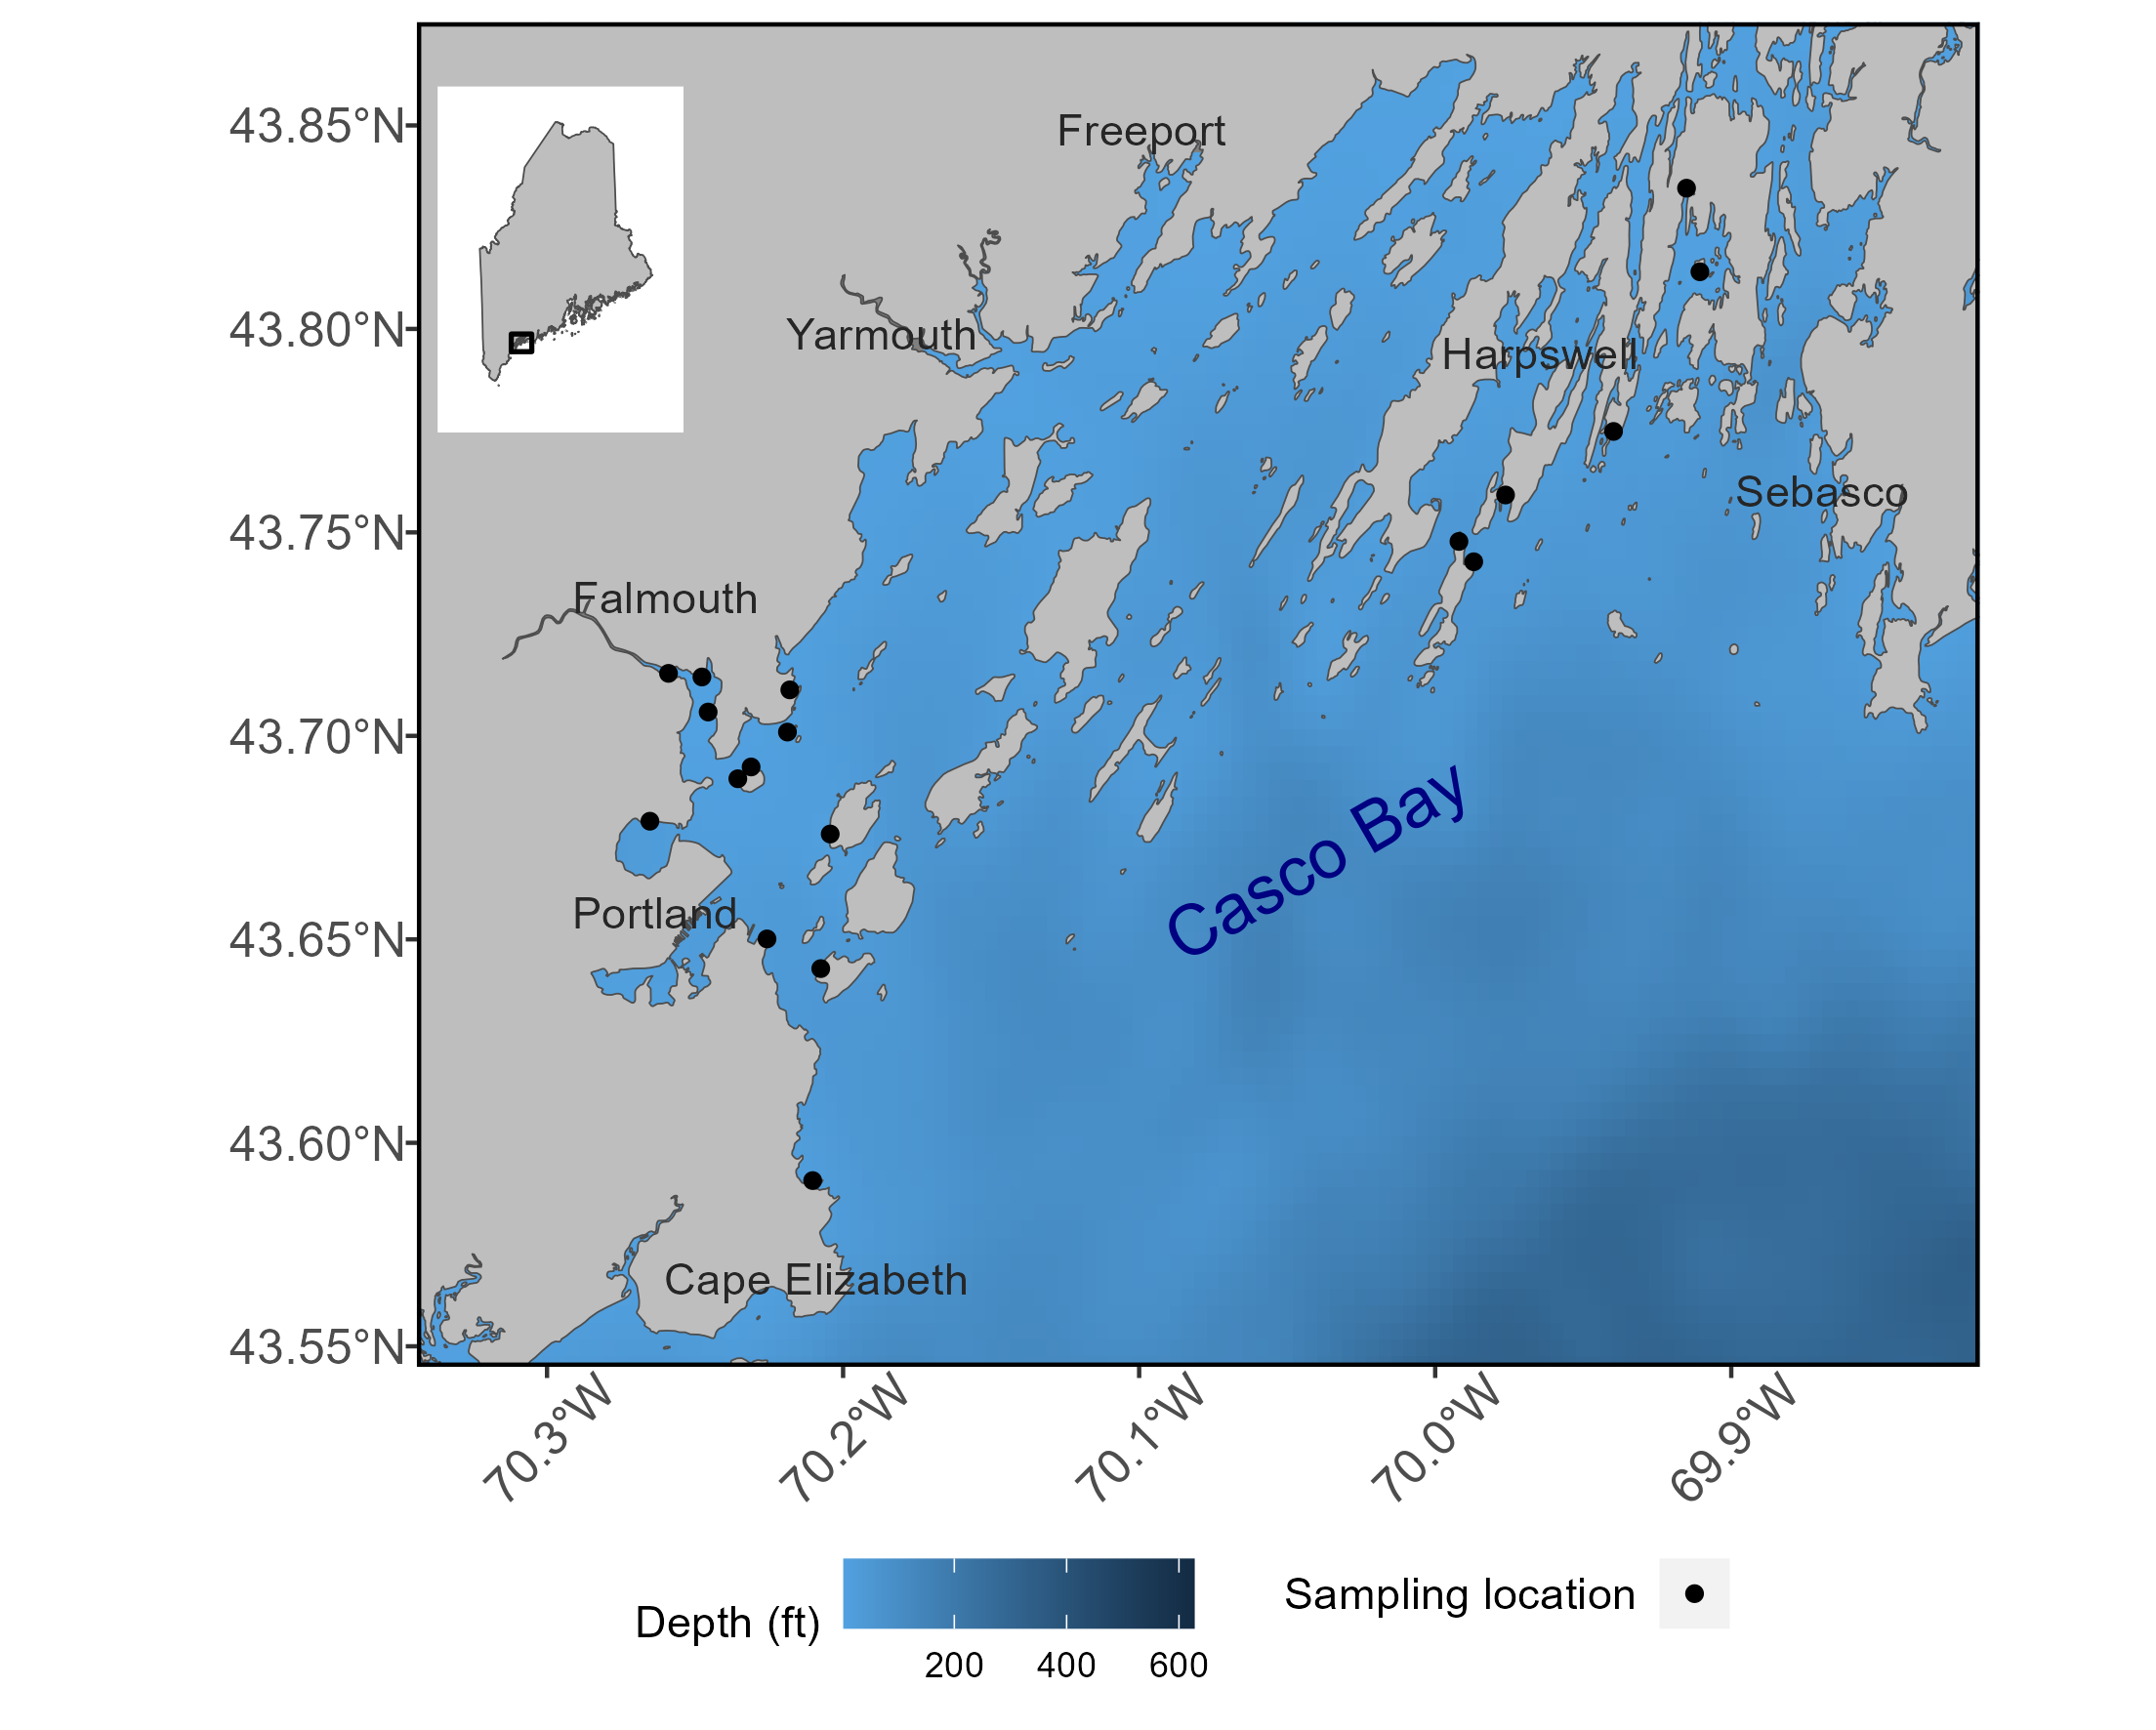 43.85°N
Freeport
43.80°N
Yarmouth
Harpswell
43.75°N
Sebasco
Falmouth
43.70°N
Casco Bay
43.65°N
Portland
43.60°N
Cape Elizabeth
43.55°N
70.3°W
70.2°W
70.1°W
70.0°W
69.9°W
Depth (ft)
200
400
600
Sampling location